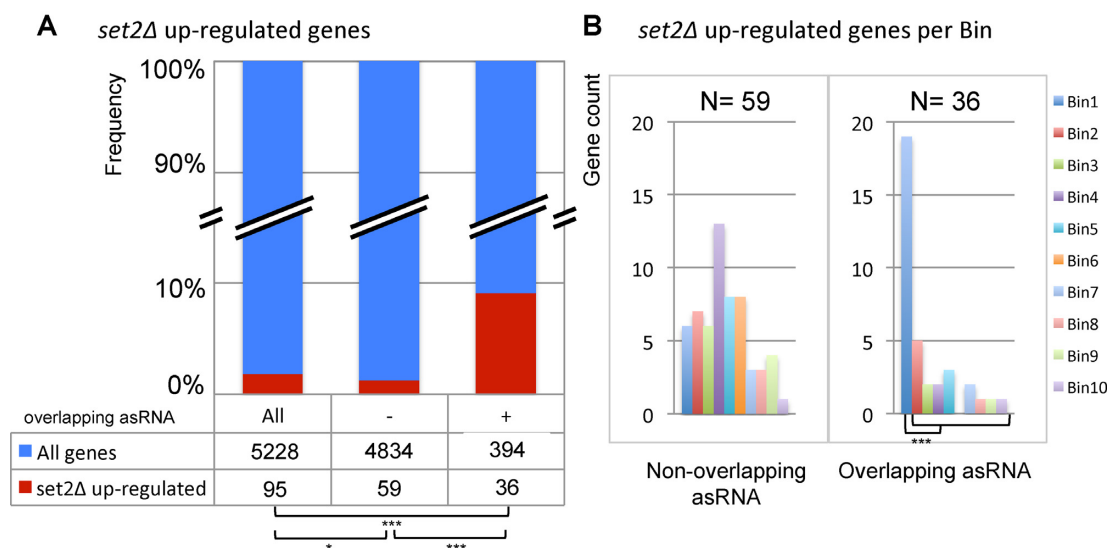 A set2Δ up-regulated genes
100%
90%
10%
0%
Frequency
overlapping asRNA All - +
All genes 5228 4834 394
set2Δ up-regulated 95 59 36
***
* ***
B set2Δ up-regulated genes per Bin
N= 59
20
15
10
5
0
Gene count
Non-overlapping
asRNA
N= 36
20
15
10
5
0
***
Overlapping asRNA
Bin1
Bin2
Bin3
Bin4
Bin5
Bin6
Bin7
Bin8
Bin9
Bin10